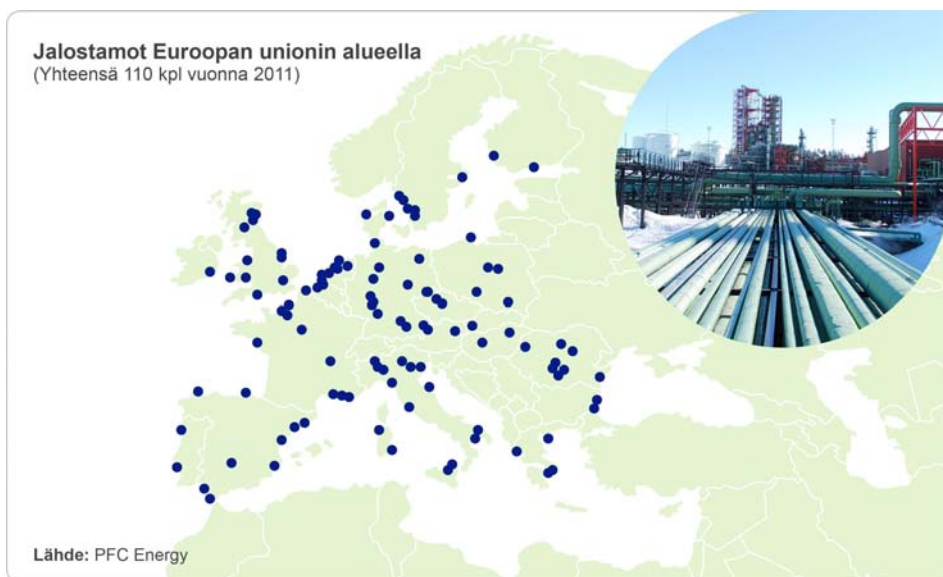 Jalostamot Euroopan unionin alueella
(Yhteensä 110 kpl vuonna 2011)
Lähde: PFC Energy